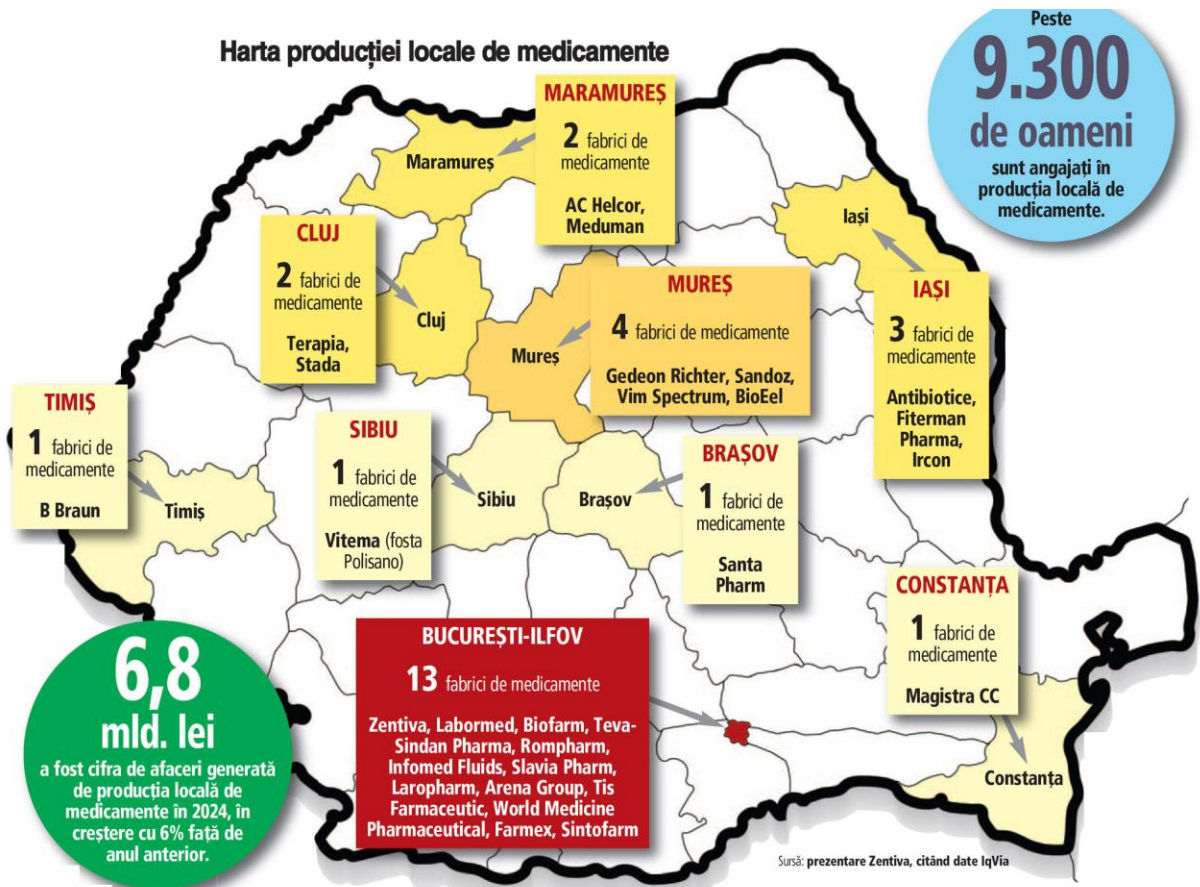 Harta producției locale de medicamente
Peste
9.300
de oameni
sunt angajați în
producția locală de
medicamente.
MARAMUREȘ
2 fabrici de
medicamente
AC Helcor,
Meduman
Maramureș
Iași
CLUJ
2 fabrici de
medicamente
Terapia,
Stada
Cluj
MUREȘ
4 fabrici de medicamente
Gedeon Richter, Sandoz,
Vim Spectrum, BioEel
Mureș
IAȘI
3 fabrici de
medicamente
Antibiotice,
Fiterman
Pharma,
Ircon
TIMIȘ
1 fabrici de
medicamente
B Braun
Timiș
SIBIU
1 fabrici de
medicamente
Vitema (fosta
Polisano)
Sibiu
Brașov
BRAȘOV
1 fabrici de
medicamente
Santa
Pharm
CONSTANȚA
1 fabrici de
medicamente
Magistra CC
Constanța
BUCUREȘTI-ILFOV
13 fabrici de medicamente
Zentiva, Labormed, Biofarm, Teva-
Sindan Pharma, Rompharm,
Infomed Fluids, Slavia Pharm,
Laropharm, Arena Group, Tis
Farmaceutic, World Medicine
Pharmaceutical, Farmex, Sintofarm
6,8
mld. lei
a fost cifra de afaceri generată
de producția locală de
medicamente în 2024, în
creștere cu 6% față de
anul anterior.
Sursă: prezentare Zentiva, citând date IqVia